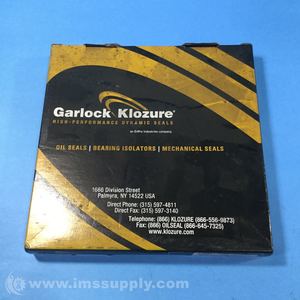 Garlock Klozure®
HIGH-PERFORMANCE DYNAMIC SEALS
an EnPro Industries company
OIL SEALS | BEARING ISOLATORS | MECHANICAL SEALS
1666 Division Street
Palmyra, NY 14522 USA
Direct Phone: (315) 597-4811
Direct Fax: (315) 597-3140
Telephone: (866) KLOZURE (866-556-9873)
Fax: (866) OILSEAL (866-645-7325)
www.klozure.com
© www.imssupply.com